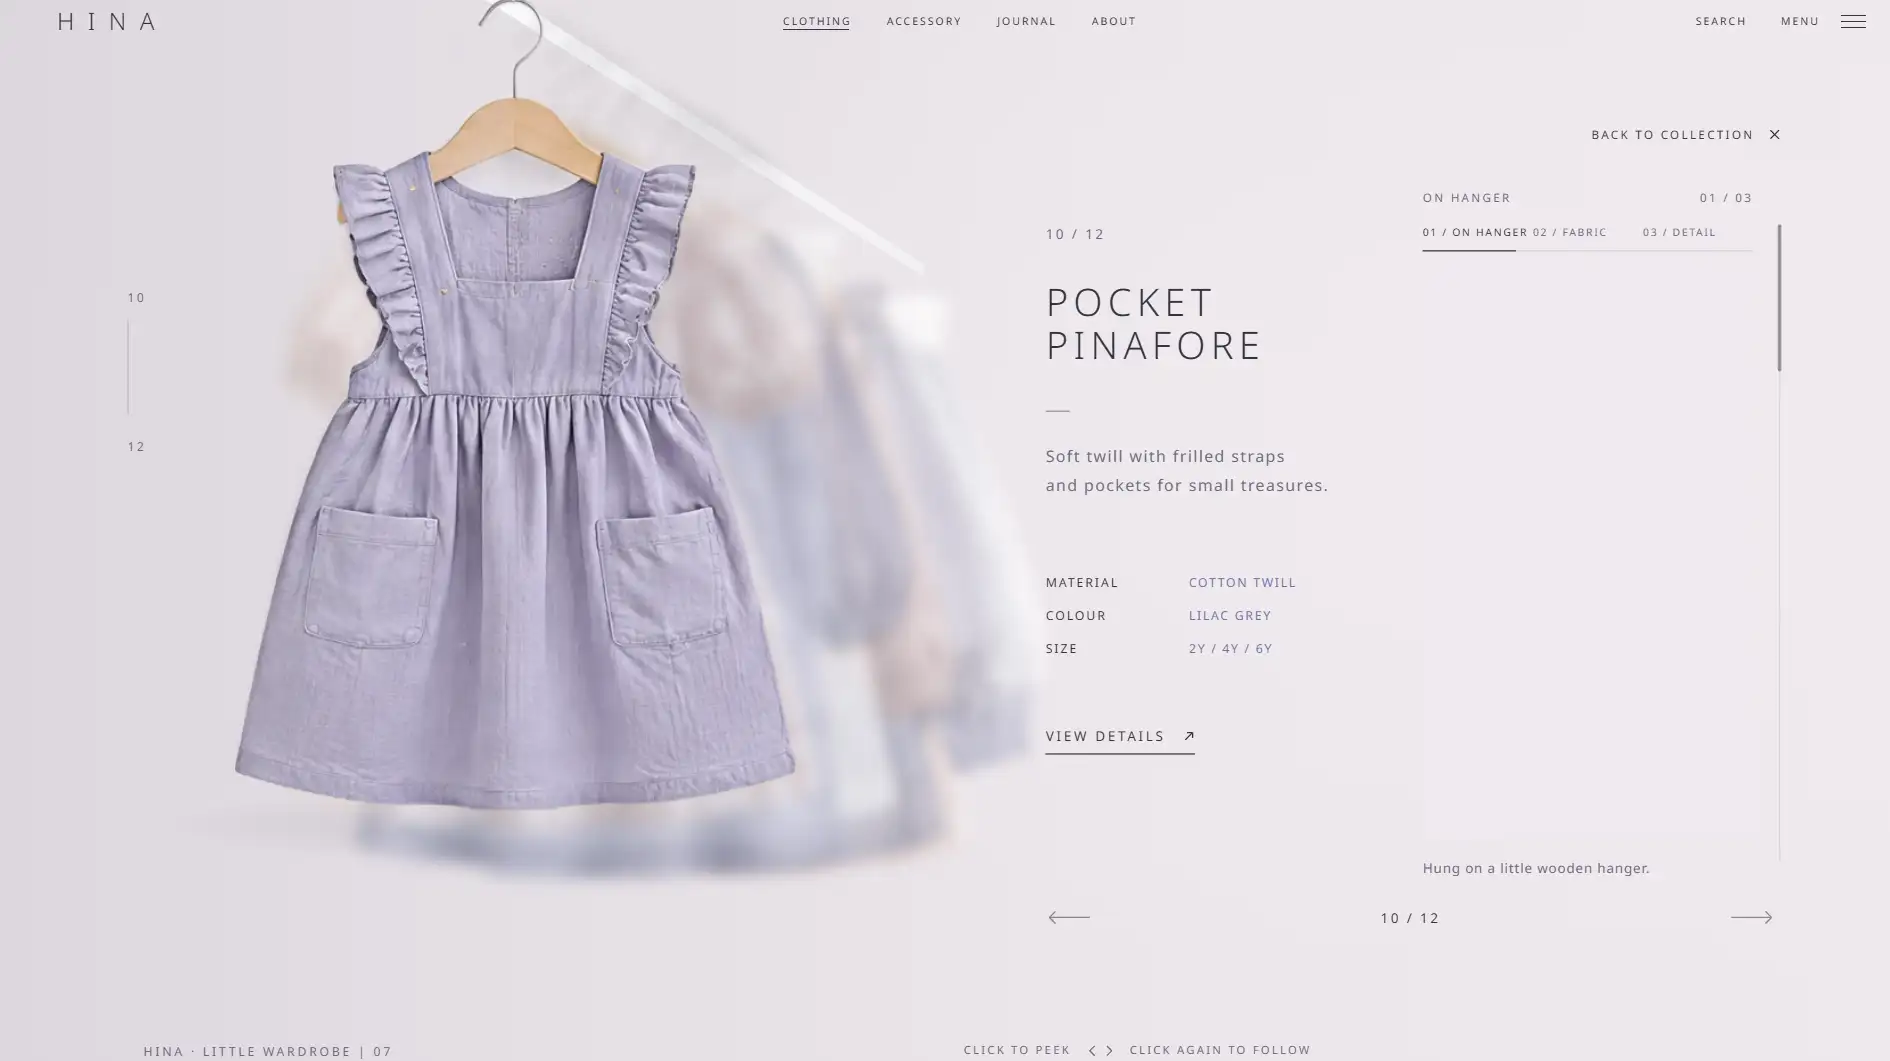 HINA
CLOTHING
ACCESSORY
JOURNAL
ABOUT
SEARCH
MENU
BACK TO COLLECTION
ON HANGER
01 / 03
01 / ON HANGER
02 / FABRIC
03 / DETAIL
10
12
10 / 12
POCKET
PINAFORE
Soft twill with frilled straps
and pockets for small treasures.
MATERIAL COTTON TWILL
COLOUR LILAC GREY
SIZE 2Y / 4Y / 6Y
VIEW DETAILS
Hung on a little wooden hanger.
10 / 12
HINA · LITTLE WARDROBE | 07
CLICK TO PEEK
CLICK AGAIN TO FOLLOW